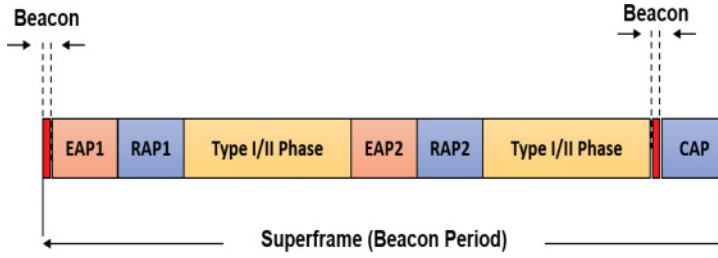 Beacon
Beacon
EAP1 RAP1 Type I/II Phase EAP2 RAP2 Type I/II Phase CAP
Superframe (Beacon Period)